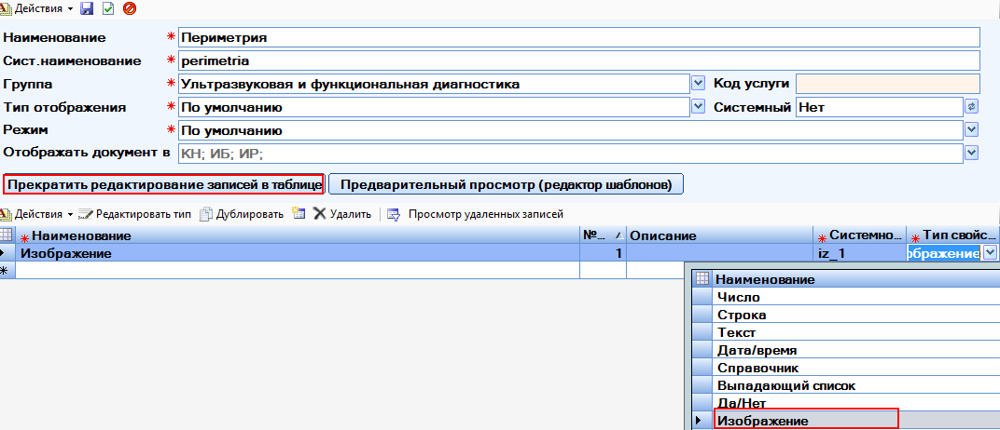 Действия
Наименование * Периметрия
Сист.наименование * perimetria
Группа * Ультразвуковая и функциональная диагностика Код услуги
Тип отображения * По умолчанию Системный Нет
Режим * По умолчанию
Отображать документ в КН; ИБ; ИР;
Прекратить редактирование записей в таблице Предварительный просмотр (редактор шаблонов)
Действия Редактировать тип Дублировать Удалить Просмотр удаленных записей
* Наименование №... Описание * Системно... * Тип свойс...
Изображение 1 iz_1 ображение
*
Наименование
Число
Строка
Текст
Дата/время
Справочник
Выпадающий список
Да/Нет
Изображение